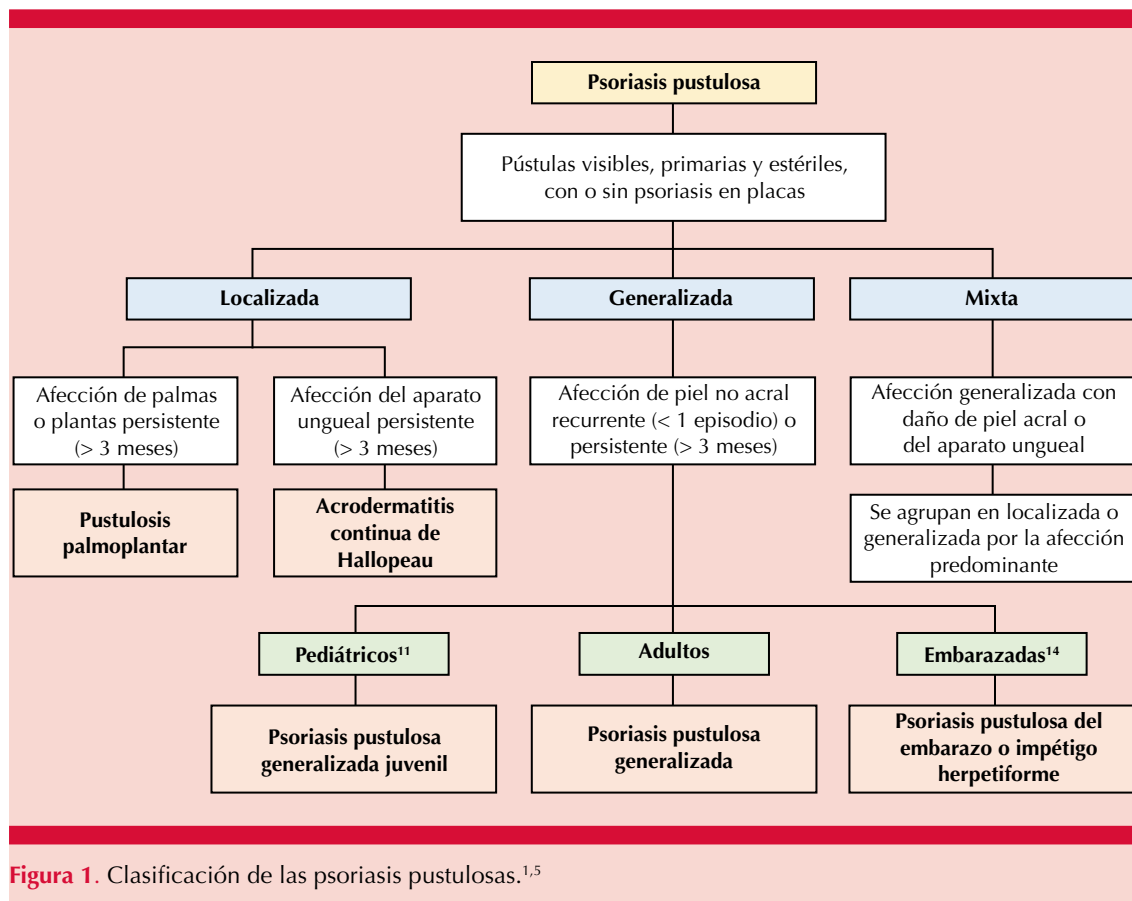 Psoriasis pustulosa
Pústulas visibles, primarias y estériles,
con o sin psoriasis en placas
Localizada
Generalizada
Mixta
Afección de palmas
o plantas persistente
(> 3 meses)
Afección del aparato
ungueal persistente
(> 3 meses)
Afección de piel no acral
recurrente (< 1 episodio) o
persistente (> 3 meses)
Afección generalizada con
daño de piel acral o
del aparato ungueal
Pustulosis
palmoplantar
Acrodermatitis
continua de
Hallopeau
Se agrupan en localizada o
generalizada por la afección
predominante
Pediátricos¹¹
Adultos
Embarazadas¹⁴
Psoriasis pustulosa
generalizada juvenil
Psoriasis pustulosa
generalizada
Psoriasis pustulosa del
embarazo o impétigo
herpetiforme
Figura 1. Clasificación de las psoriasis pustulosas.¹,⁵